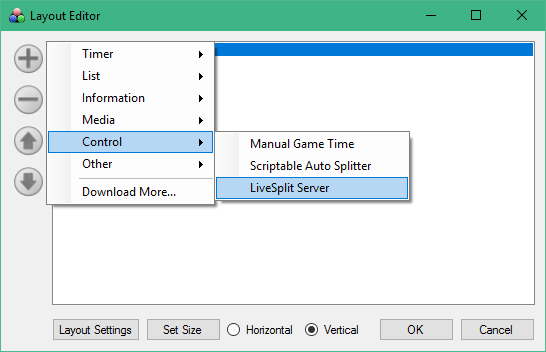 Layout Editor
Timer
List
Information
Media
Control
Other
Download More...
Manual Game Time
Scriptable Auto Splitter
LiveSplit Server
Layout Settings
Set Size
Horizontal
Vertical
OK
Cancel